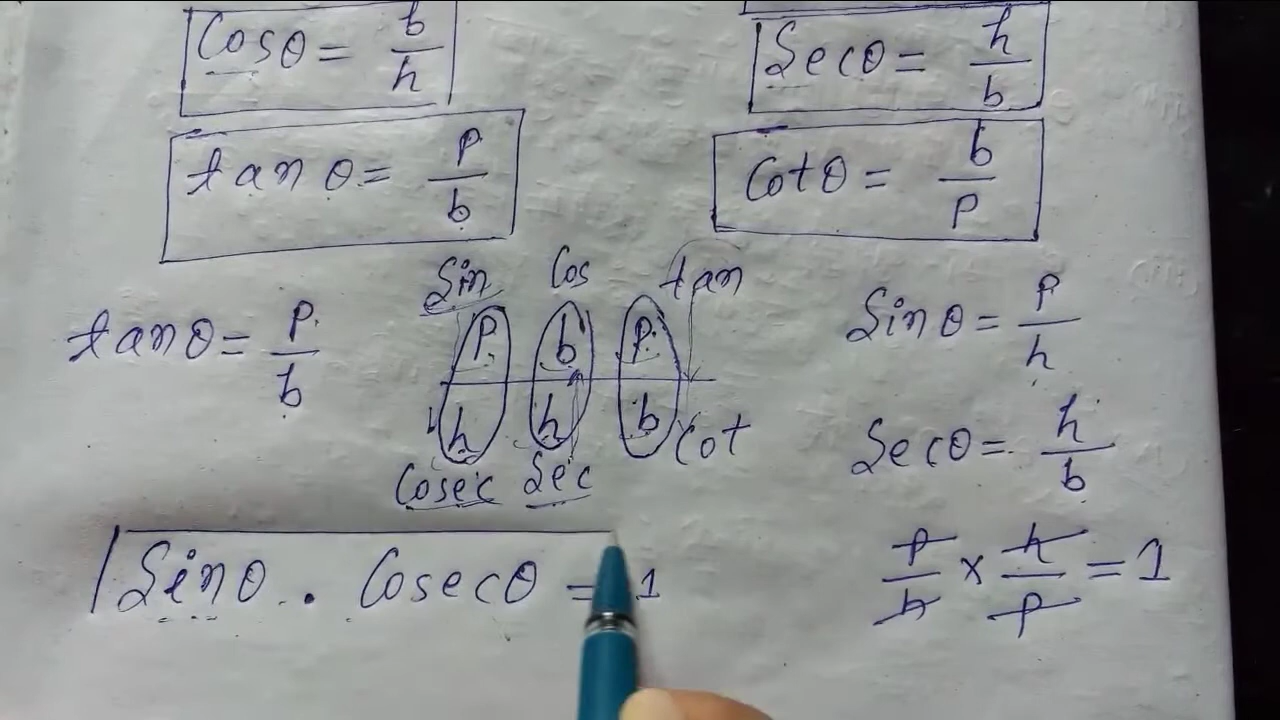 Cosθ = b/h
Secθ = h/b
tanθ = P/b
Cotθ = b/P
Sin Cos tan
tanθ = P/b
P b P
h h b
Cosec Sec Cot
Sinθ = P/h
Secθ = h/b
Sinθ . Cosecθ = 1
P/h × h/P = 1